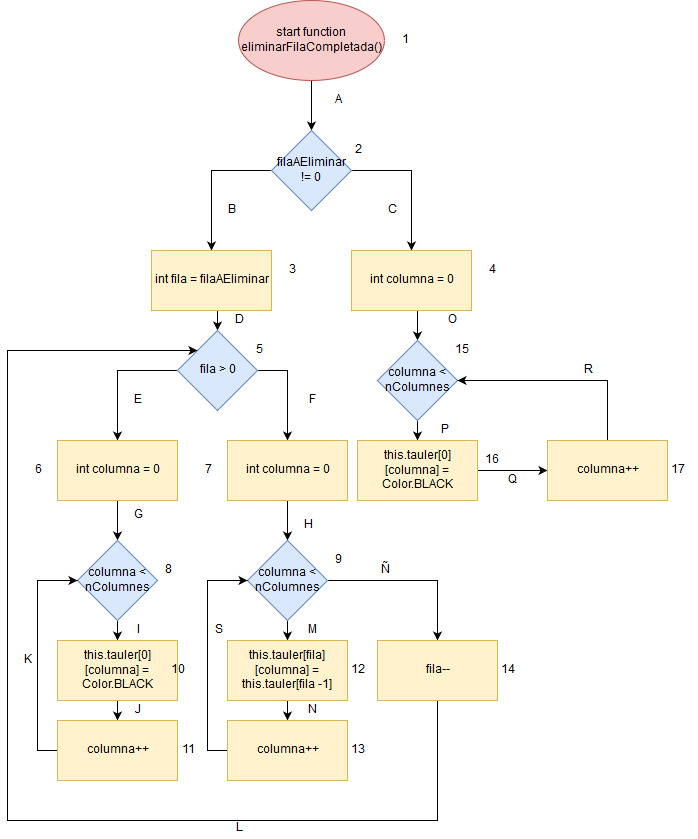 start function
eliminarFilaCompletada()
1
A
filaAEliminar
!= 0
2
B
C
int fila = filaAEliminar
3
int columna = 0
4
D
O
fila > 0
5
columna <
nColumnes
15
R
E
F
P
6
int columna = 0
7
int columna = 0
this.tauler[0]
[columna] =
Color.BLACK
16
Q
columna++
17
G
H
columna <
nColumnes
8
columna <
nColumnes
9
Ñ
K
I
S
M
this.tauler[0]
[columna] =
Color.BLACK
10
this.tauler[fila]
[columna] =
this.tauler[fila -1]
12
fila--
14
J
N
columna++
11
columna++
13
L